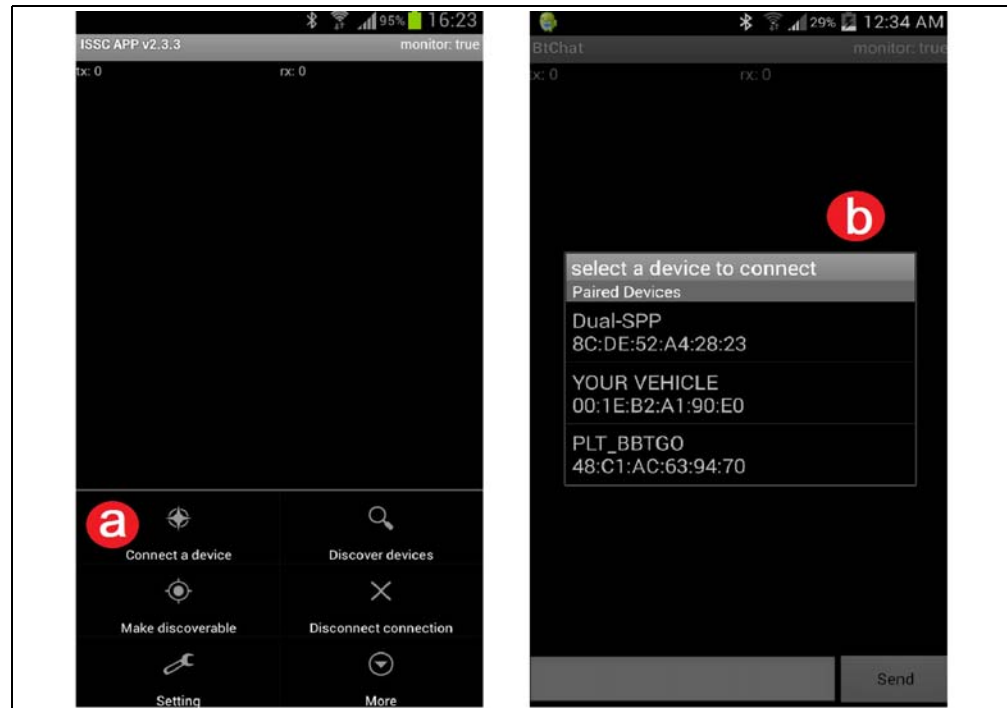 95% 16:23
ISSC APP v2.3.3 monitor: true
tx: 0 rx: 0
a
Connect a device Discover devices
Make discoverable Disconnect connection
Setting More
29% 12:34 AM
BtChat monitor: true
tx: 0 rx: 0
b
select a device to connect
Paired Devices
Dual-SPP
8C:DE:52:A4:28:23
YOUR VEHICLE
00:1E:B2:A1:90:E0
PLT_BBTGO
48:C1:AC:63:94:70
Send